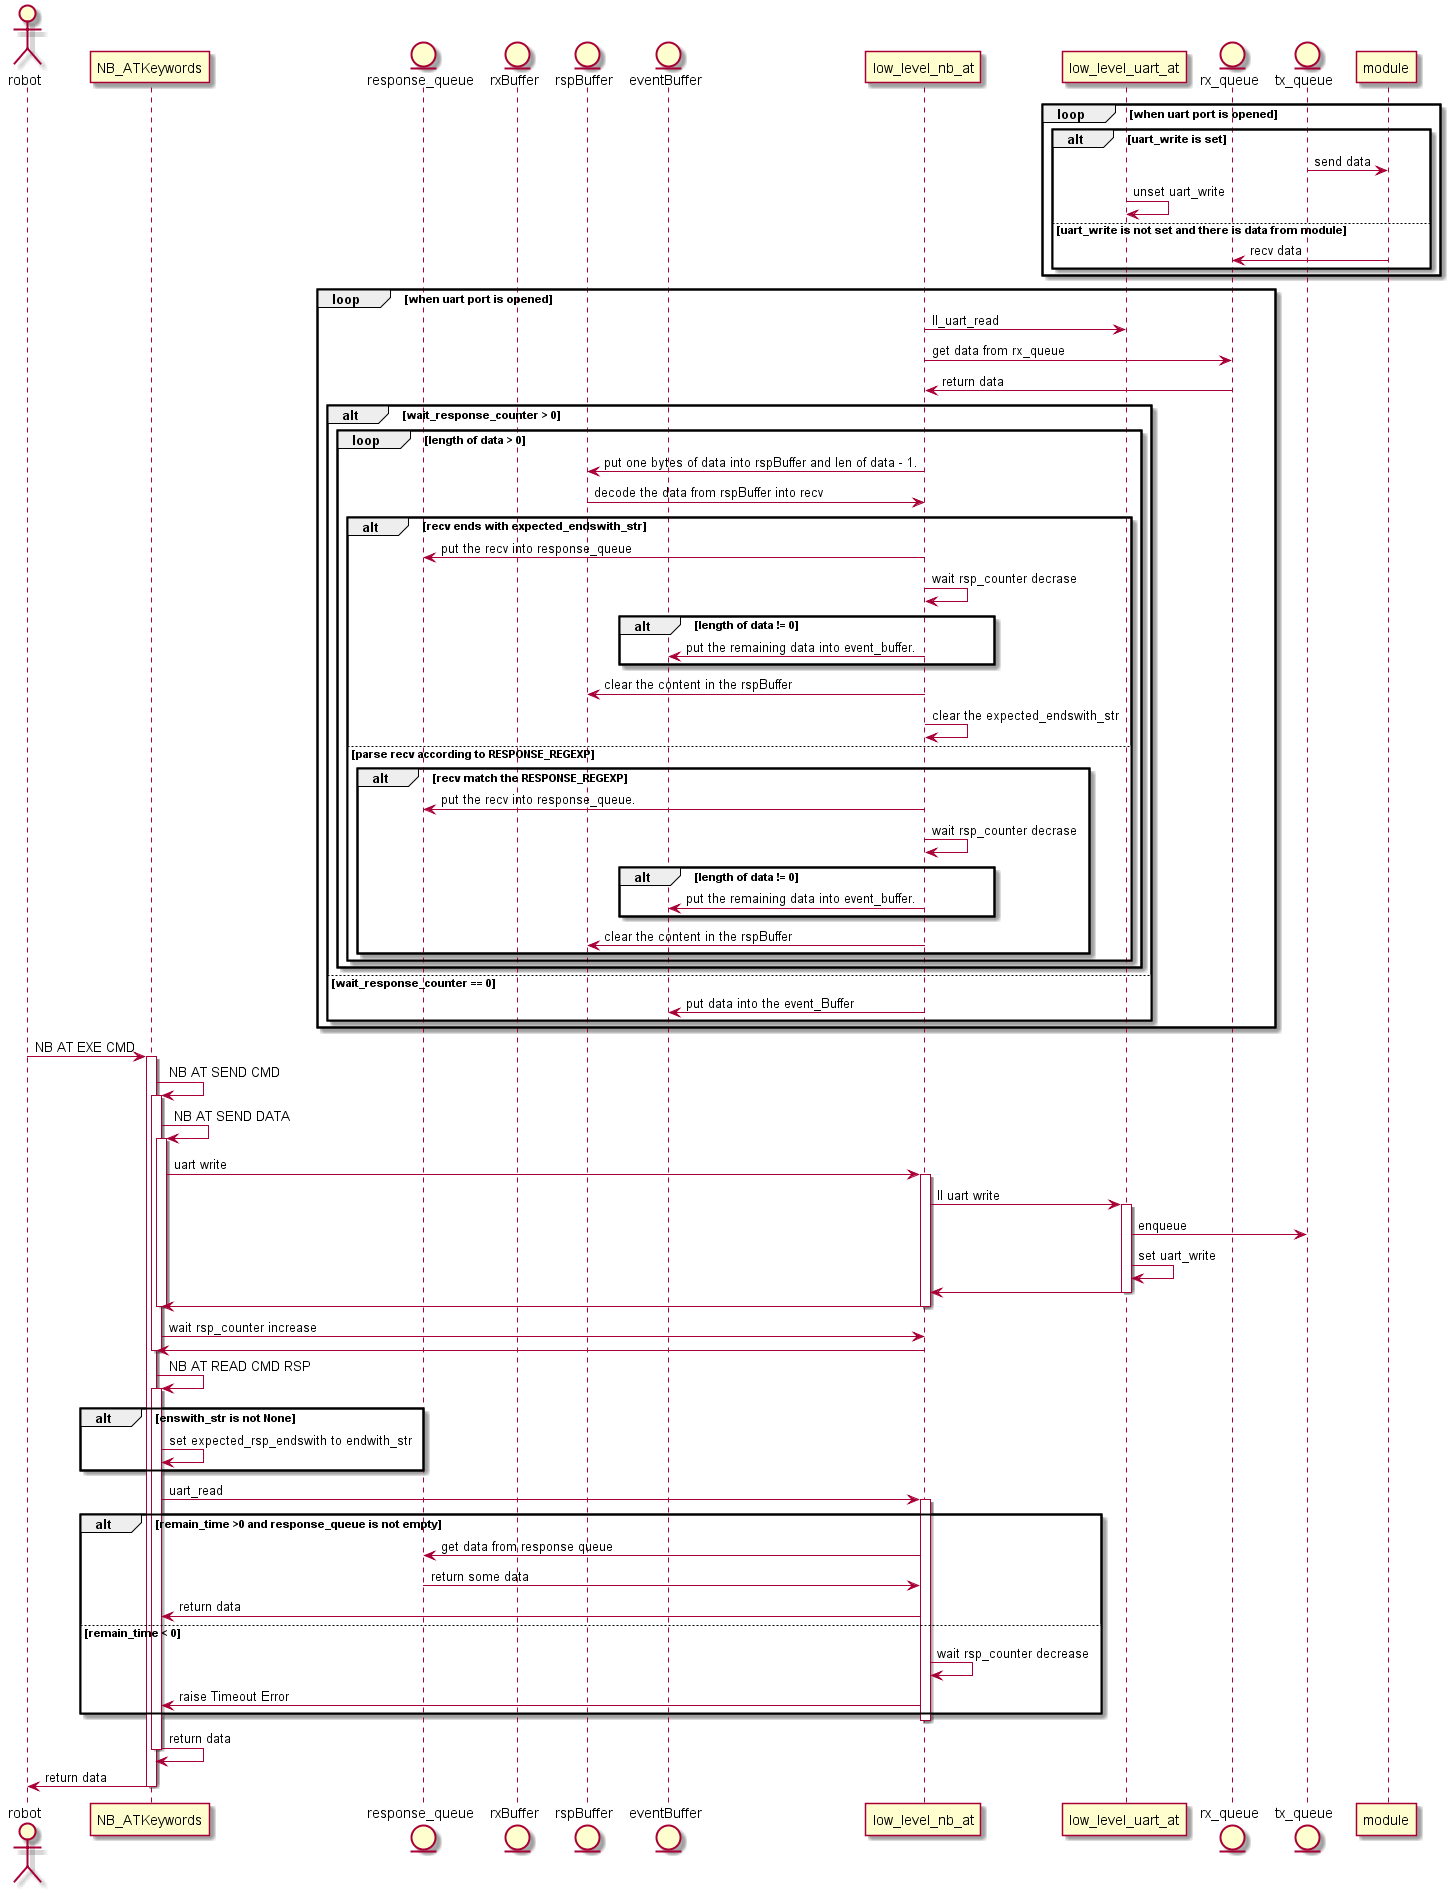 robot
NB_ATKeywords
response_queue
rxBuffer
rspBuffer
eventBuffer
low_level_nb_at
low_level_uart_at
rx_queue
tx_queue
module
loop [when uart port is opened]
alt [uart_write is set]
send data
unset uart_write
[uart_write is not set and there is data from module]
recv data
loop [when uart port is opened]
ll_uart_read
get data from rx_queue
return data
alt [wait_response_counter > 0]
loop [length of data > 0]
put one bytes of data into rspBuffer and len of data - 1.
decode the data from rspBuffer into recv
alt [recv ends with expected_endswith_str]
put the recv into response_queue
wait rsp_counter decrase
alt [length of data != 0]
put the remaining data into event_buffer.
clear the content in the rspBuffer
clear the expected_endswith_str
[parse recv according to RESPONSE_REGEXP]
alt [recv match the RESPONSE_REGEXP]
put the recv into response_queue.
wait rsp_counter decrase
alt [length of data != 0]
put the remaining data into event_buffer.
clear the content in the rspBuffer
[wait_response_counter == 0]
put data into the event_Buffer
NB AT EXE CMD
NB AT SEND CMD
NB AT SEND DATA
uart write
ll uart write
enqueue
set uart_write
wait rsp_counter increase
NB AT READ CMD RSP
alt [enswith_str is not None]
set expected_rsp_endswith to endwith_str
uart_read
alt [remain_time >0 and response_queue is not empty]
get data from response queue
return some data
return data
[remain_time < 0]
wait rsp_counter decrease
raise Timeout Error
return data
return data
robot
NB_ATKeywords
response_queue
rxBuffer
rspBuffer
eventBuffer
low_level_nb_at
low_level_uart_at
rx_queue
tx_queue
module